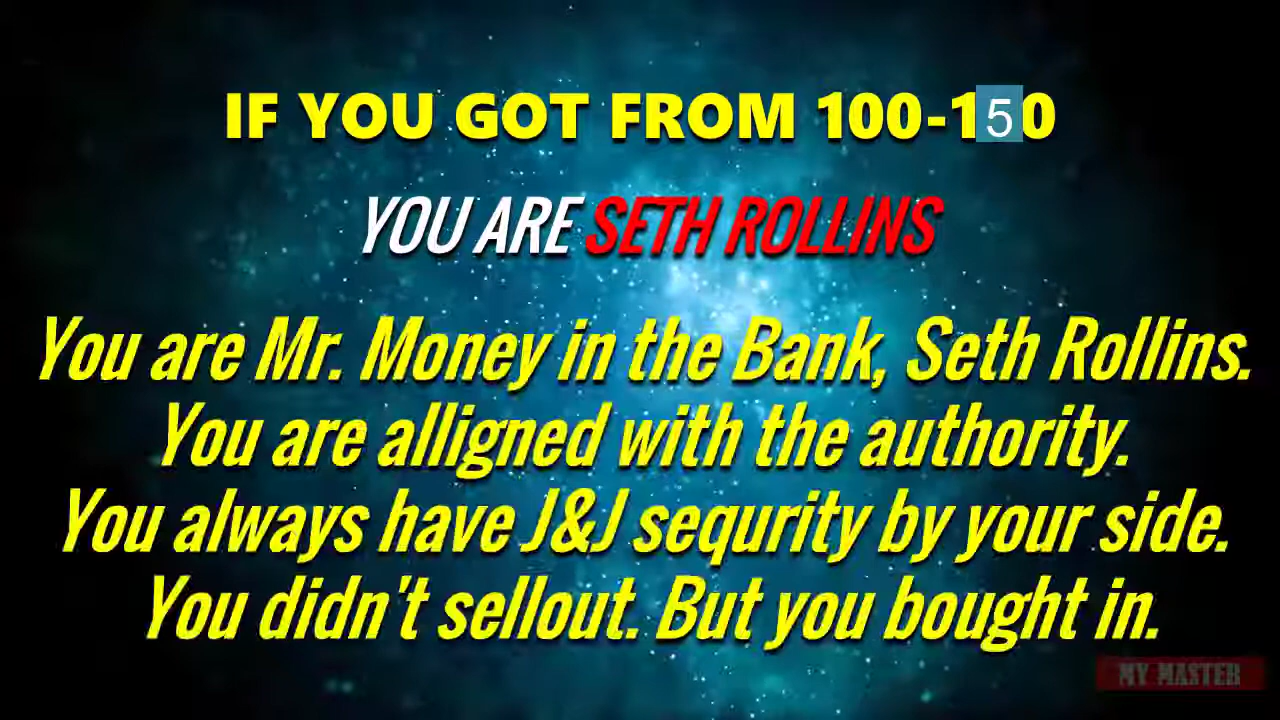 IF YOU GOT FROM 100-150
YOU ARE SETH ROLLINS
You are Mr. Money in the Bank, Seth Rollins.
You are alligned with the authority.
You always have J&J sequrity by your side.
You didn't sellout. But you bought in.
MY MASTER